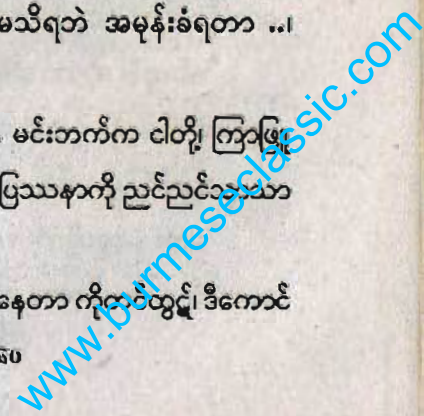 မသိရဘဲ အမုန်းခံရတာ ..၊
မင်းဘက်က ငါတို့၊ ကြာဖြူ
ပြဿနာကို ညင်ညင်သာသာ
နေတာ ကိုတင်ထွဋ်၊ ဒီကောင်
www.burmeseclassic.com